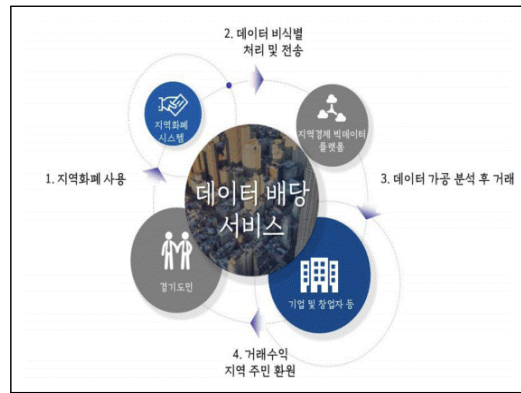 2. 데이터 비식별
처리 및 전송
지역화폐
시스템
지역경제 빅데이터
플랫폼
1. 지역화폐 사용
데이터 배당
서비스
3. 데이터 가공 분석 후 거래
경기도민
기업 및 창업자 등
4. 거래수익
지역 주민 환원